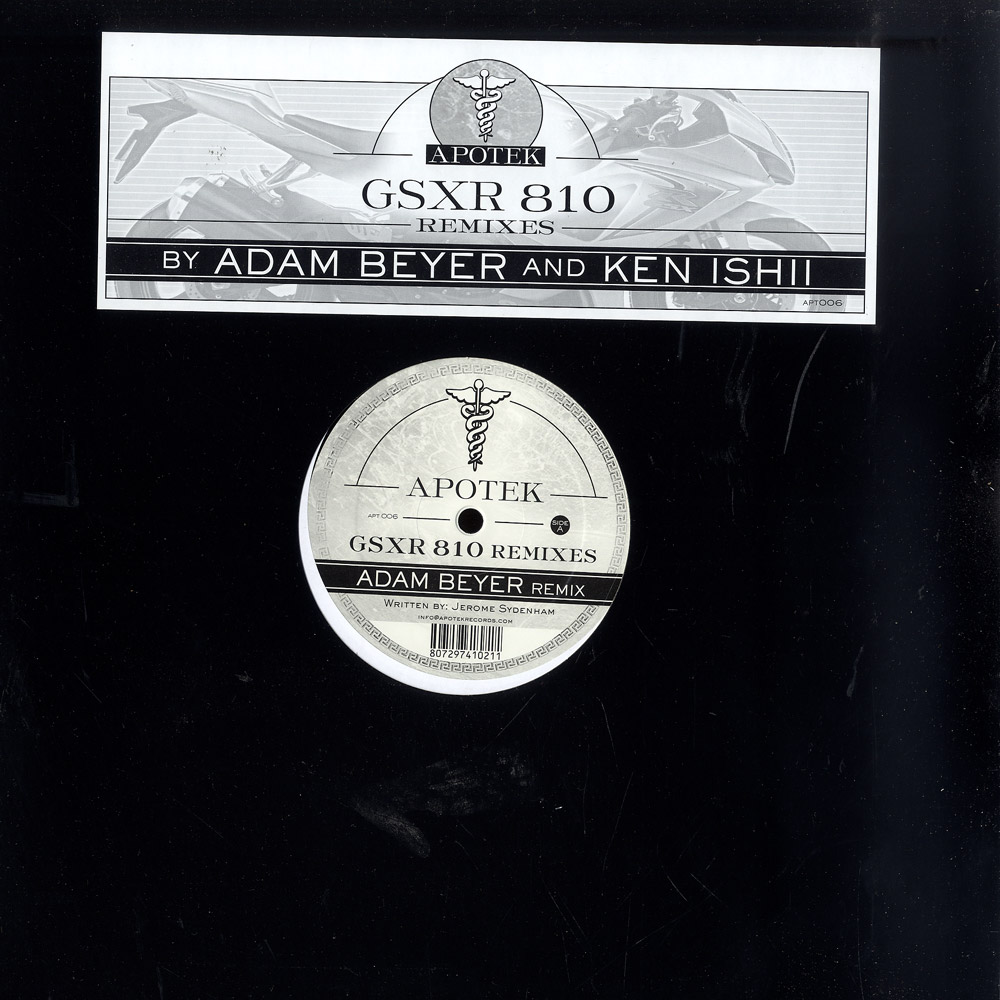 APOTEK
GSXR 810
REMIXES
BY ADAM BEYER AND KEN ISHII
APT006
APOTEK
APT 006
SIDE A
GSXR 810 REMIXES
ADAM BEYER REMIX
WRITTEN BY: JEROME SYDENHAM
INFO@APOTEKRECORDS.COM
807297410211